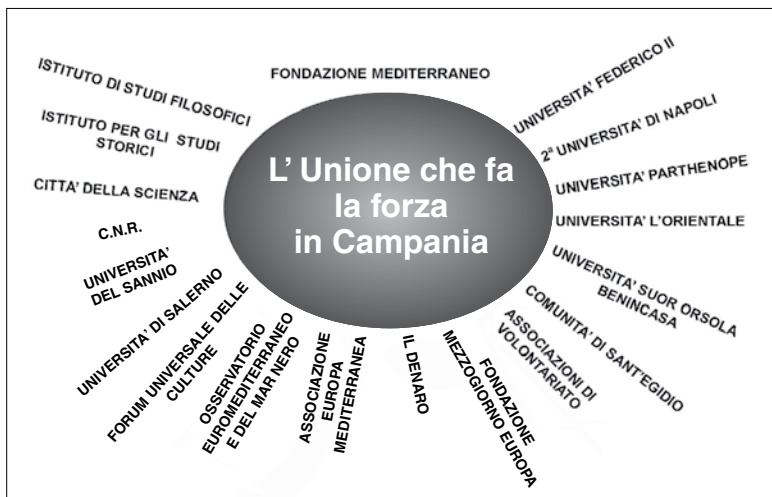 FONDAZIONE MEDITERRANEO
UNIVERSITA' FEDERICO II
2ª UNIVERSITA' DI NAPOLI
UNIVERSITA' PARTHENOPE
UNIVERSITA' L'ORIENTALE
UNIVERSITA' SUOR ORSOLA
BENINCASA
COMUNITA' DI SANT'EGIDIO
ASSOCIAZIONI DI
VOLONTARIATO
FONDAZIONE
MEZZOGIORNO EUROPA
IL DENARO
ASSOCIAZIONE
EUROPA
MEDITERRANEA
OSSERVATORIO
EUROMEDITERRANEO
E DEL MAR NERO
FORUM UNIVERSALE DELLE
CULTURE
UNIVERSITA' DI SALERNO
UNIVERSITA'
DEL SANNIO
C.N.R.
CITTA' DELLA SCIENZA
ISTITUTO PER GLI STUDI
STORICI
ISTITUTO DI STUDI FILOSOFICI
L' Unione che fa
la forza
in Campania